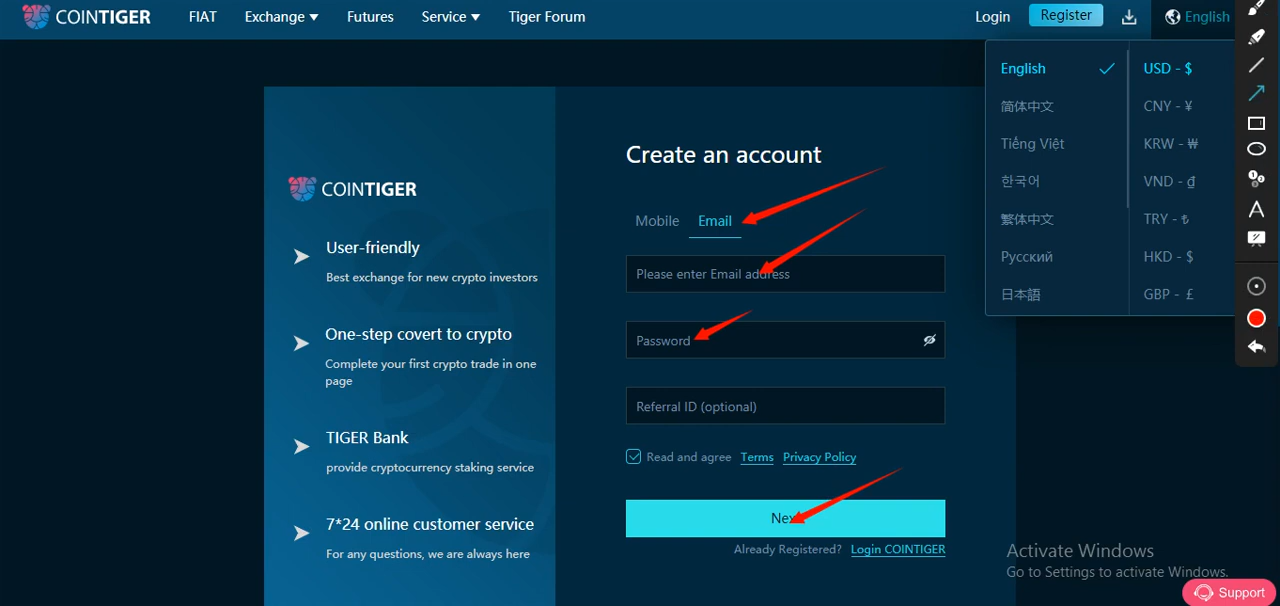 COINTIGER FIAT Exchange Futures Service Tiger Forum Login Register English
English USD - $
简体中文 CNY - ¥
Tiếng Việt KRW - ₩
한국어 VND - ₫
繁体中文 TRY - ₺
Русский HKD - $
日本語 GBP - £
COINTIGER
User-friendly
Best exchange for new crypto investors
One-step covert to crypto
Complete your first crypto trade in one
page
TIGER Bank
provide cryptocurrency staking service
7*24 online customer service
For any questions, we are always here
Create an account
Mobile Email
Please enter Email address
Password
Referral ID (optional)
Read and agree Terms Privacy Policy
Next
Already Registered? Login COINTIGER
Activate Windows
Go to Settings to activate Windows.
Support